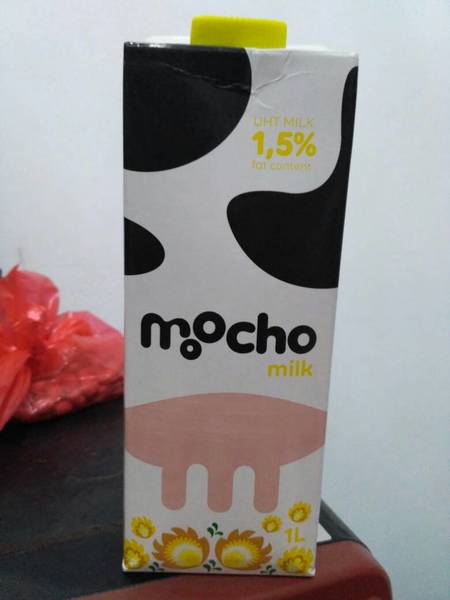 UHT MILK
1,5%
fat content
moocho
milk
1L